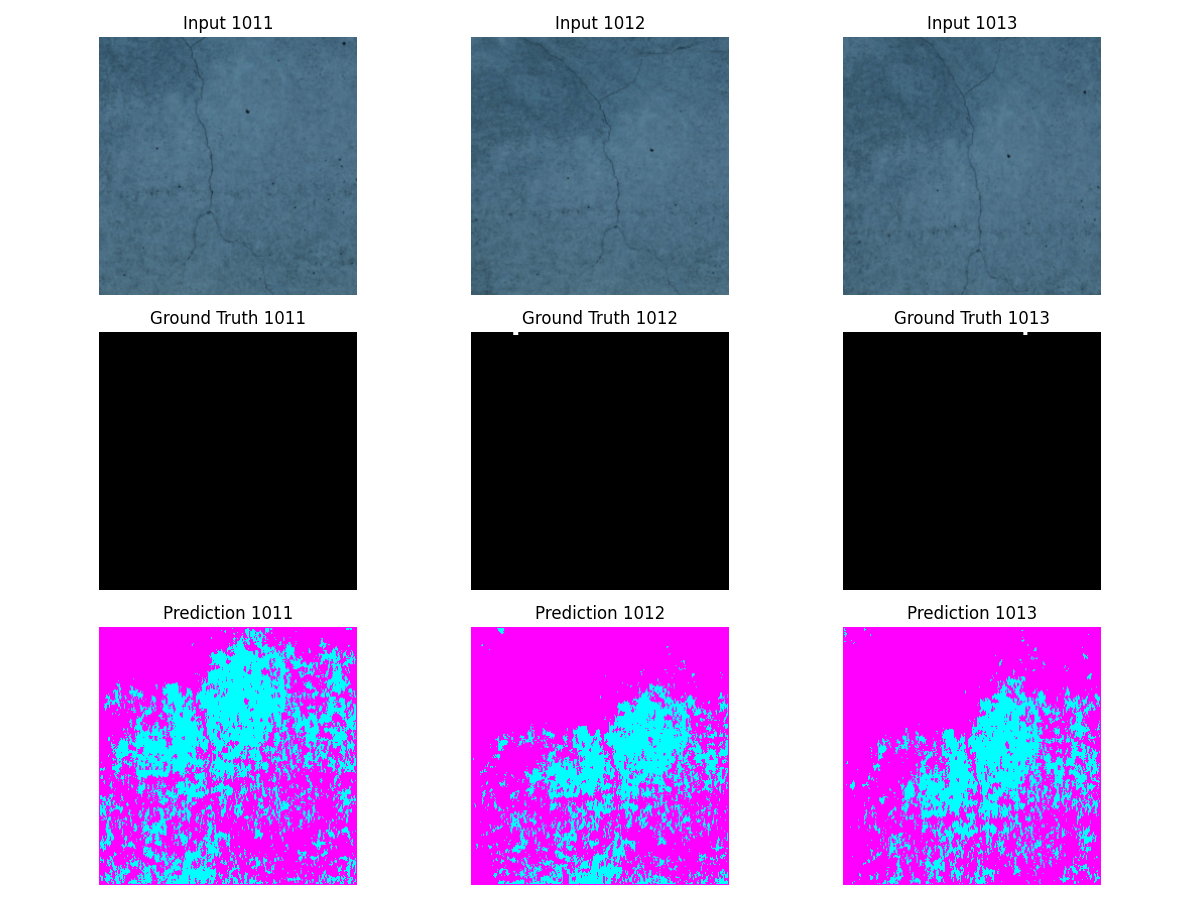 Input 1011
Input 1012
Input 1013
Ground Truth 1011
Ground Truth 1012
Ground Truth 1013
Prediction 1011
Prediction 1012
Prediction 1013